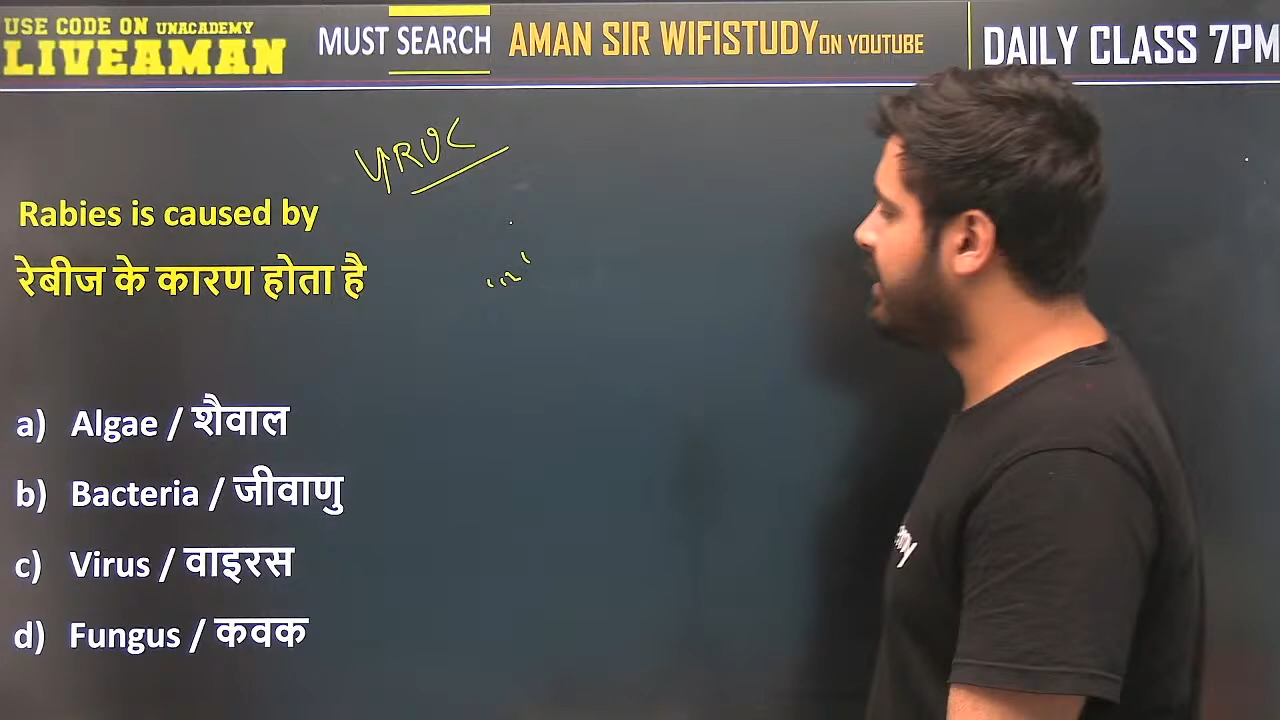 USE CODE ON UNACADEMY
LIVEAMAN
MUST SEARCH
AMAN SIR WIFISTUDY ON YOUTUBE
DAILY CLASS 7PM
Rabies is caused by
रेबीज के कारण होता है
a) Algae / शैवाल
b) Bacteria / जीवाणु
c) Virus / वाइरस
d) Fungus / कवक